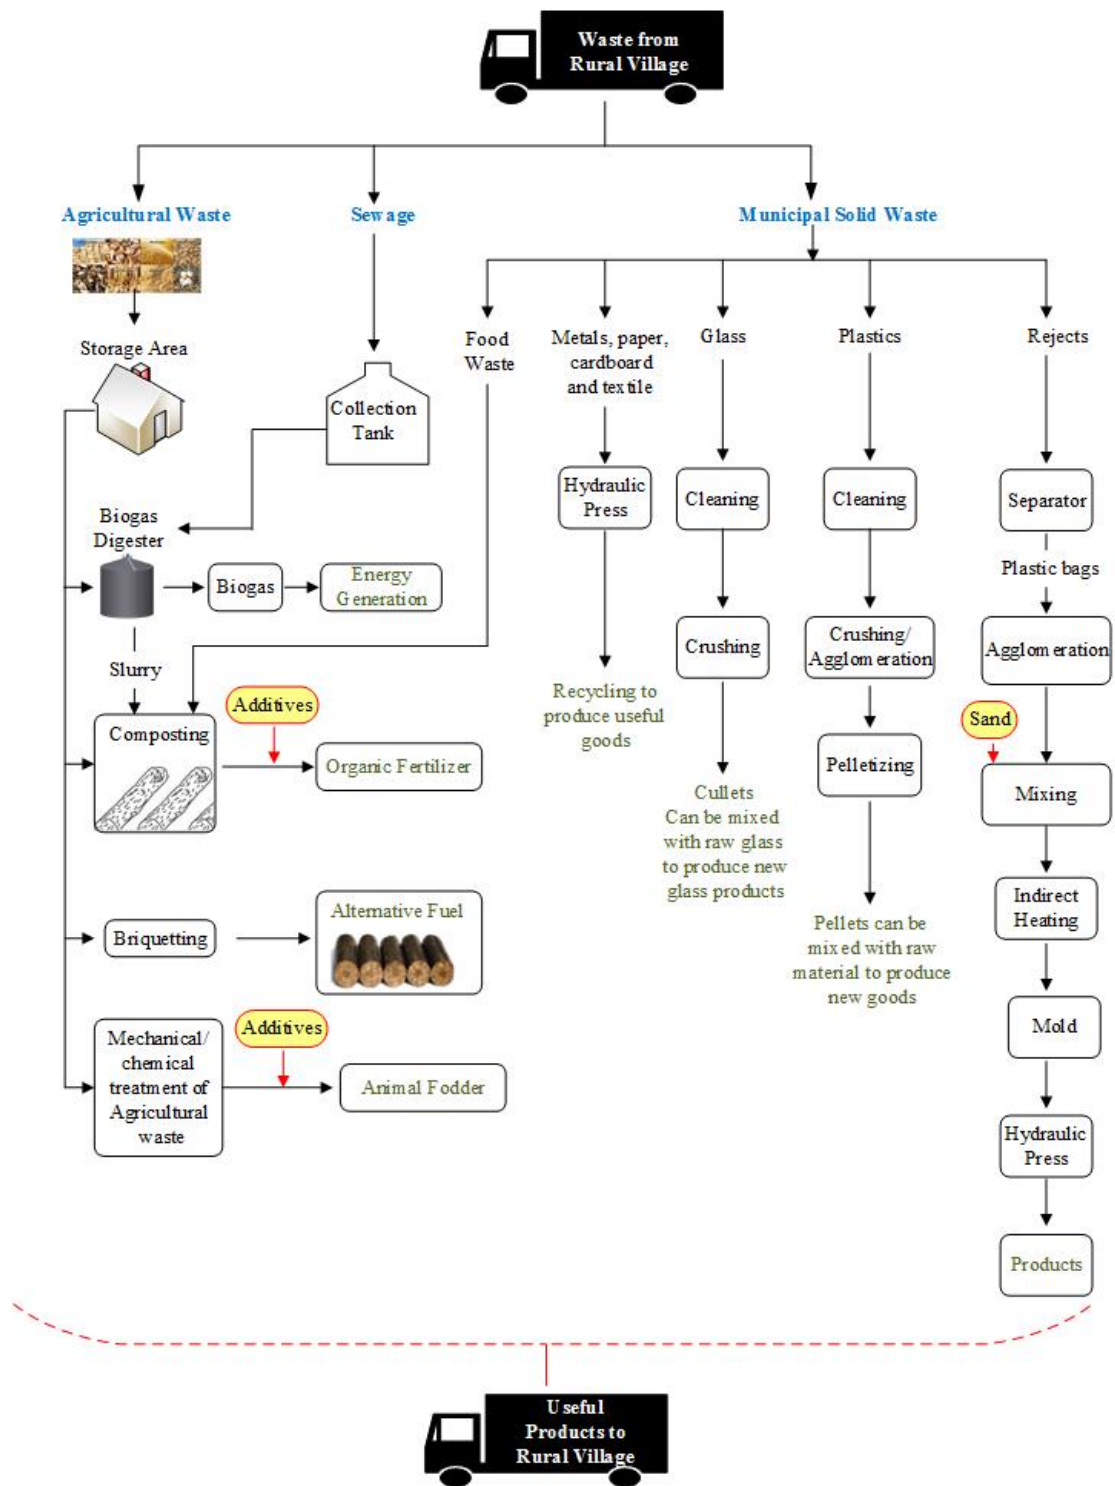 Waste from
Rural Village
Agricultural Waste
Sewage
Municipal Solid Waste
Storage Area
Food
Waste
Metals, paper,
cardboard
and textile
Glass
Plastics
Rejects
Collection
Tank
Hydraulic
Press
Cleaning
Cleaning
Separator
Plastic bags
Biogas
Digester
Biogas
Energy
Generation
Slurry
Crushing
Crushing/
Agglomeration
Agglomeration
Additives
Composting
Organic Fertilizer
Recycling to
produce useful
goods
Pelletizing
Sand
Mixing
Cullets
Can be mixed
with raw glass
to produce new
glass products
Indirect
Heating
Briquetting
Alternative Fuel
Pellets can be
mixed with raw
material to produce
new goods
Mold
Additives
Mechanical/
chemical
treatment of
Agricultural
waste
Animal Fodder
Hydraulic
Press
Products
Useful
Products to
Rural Village